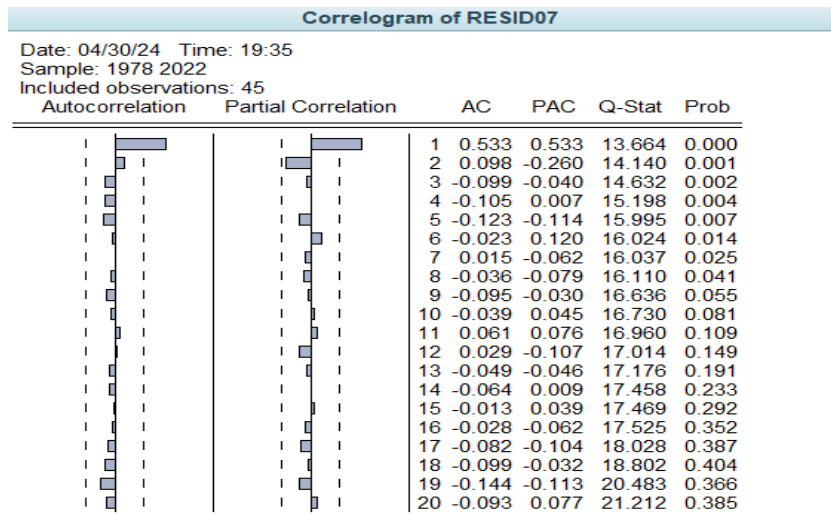 Correlogram of RESID07
Date: 04/30/24 Time: 19:35
Sample: 1978 2022
Included observations: 45
Autocorrelation Partial Correlation AC PAC Q-Stat Prob
1 0.533 0.533 13.664 0.000
2 0.098 -0.260 14.140 0.001
3 -0.099 -0.040 14.632 0.002
4 -0.105 0.007 15.198 0.004
5 -0.123 -0.114 15.995 0.007
6 -0.023 0.120 16.024 0.014
7 0.015 -0.062 16.037 0.025
8 -0.036 -0.079 16.110 0.041
9 -0.095 -0.030 16.636 0.055
10 -0.039 0.045 16.730 0.081
11 0.061 0.076 16.960 0.109
12 0.029 -0.107 17.014 0.149
13 -0.049 -0.046 17.176 0.191
14 -0.064 0.009 17.458 0.233
15 -0.013 0.039 17.469 0.292
16 -0.028 -0.062 17.525 0.352
17 -0.082 -0.104 18.028 0.387
18 -0.099 -0.032 18.802 0.404
19 -0.144 -0.113 20.483 0.366
20 -0.093 0.077 21.212 0.385